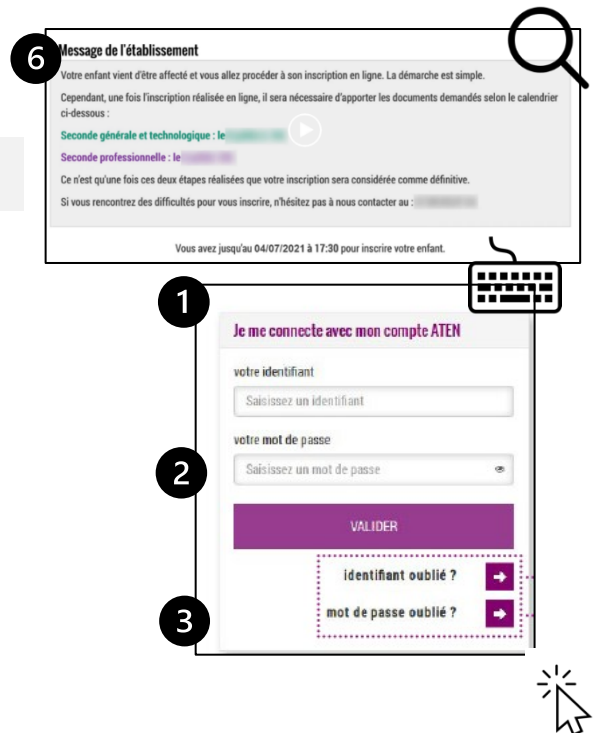 6
Message de l'établissement
Votre enfant vient d'être affecté et vous allez procéder à son inscription en ligne. La démarche est simple.
Cependant, une fois l'inscription réalisée en ligne, il sera nécessaire d'apporter les documents demandés selon le calendrier
ci-dessous :
Seconde générale et technologique : le
Seconde professionnelle : le
Ce n'est qu'une fois ces deux étapes réalisées que votre inscription sera considérée comme définitive.
Si vous rencontrez des difficultés pour vous inscrire, n'hésitez pas à nous contacter au :
Vous avez jusqu'au 04/07/2021 à 17:30 pour inscrire votre enfant.
1
Je me connecte avec mon compte ATEN
votre identifiant
Saisissez un identifiant
votre mot de passe
2
Saisissez un mot de passe
VALIDER
identifiant oublié ?
mot de passe oublié ?
3